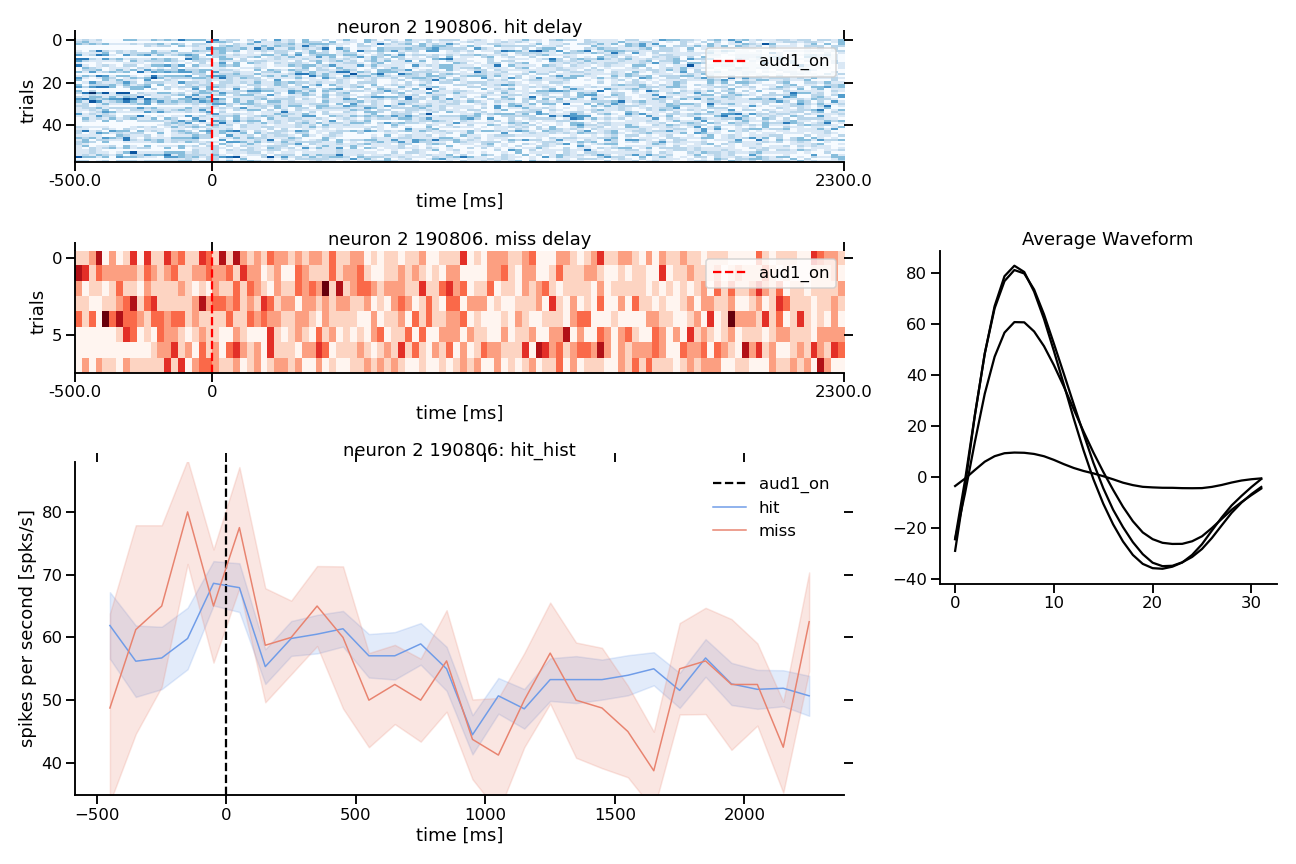 neuron 2 190806. hit delay
0
20
40
trials
aud1_on
-500.0
0
2300.0
time [ms]
neuron 2 190806. miss delay
0
5
trials
aud1_on
-500.0
0
2300.0
time [ms]
Average Waveform
80
60
40
20
0
−20
−40
0
10
20
30
neuron 2 190806: hit_hist
80
70
60
50
40
spikes per second [spks/s]
aud1_on
hit
miss
−500
0
500
1000
1500
2000
time [ms]